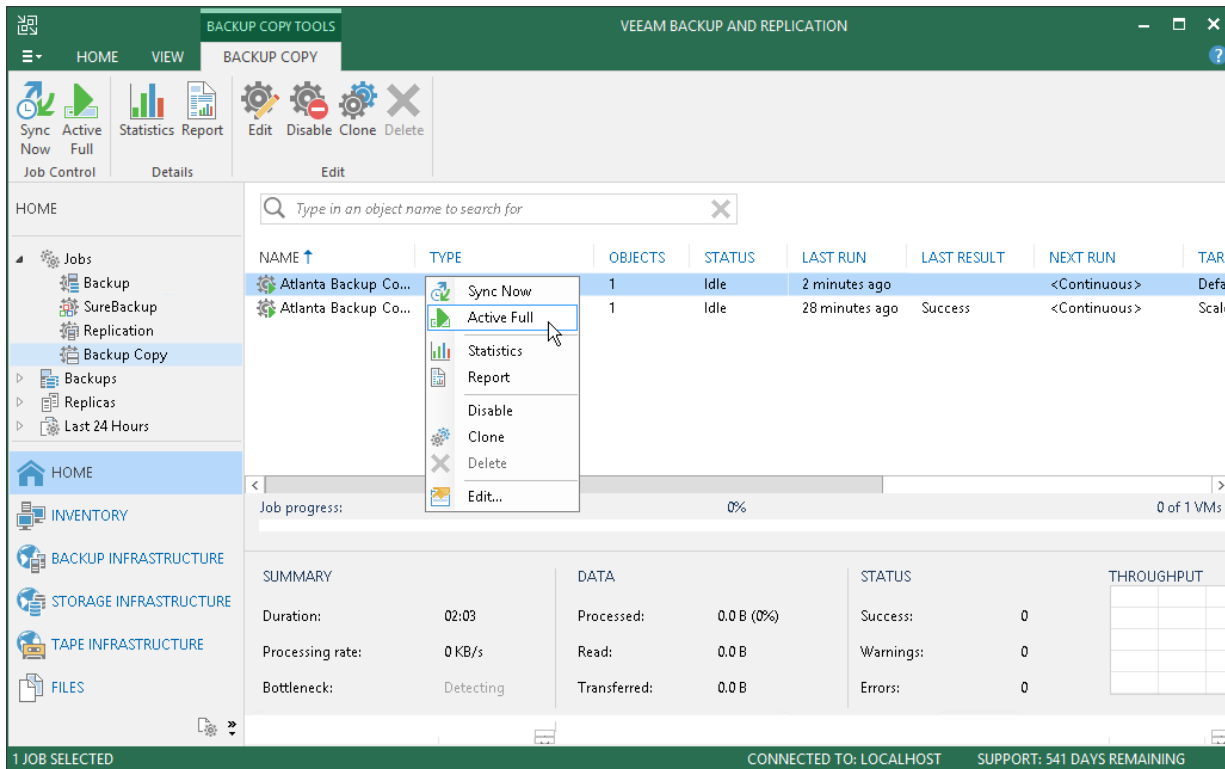 BACKUP COPY TOOLS
VEEAM BACKUP AND REPLICATION
HOME VIEW BACKUP COPY
?
Sync Now
Active Full
Statistics
Report
Edit
Disable
Clone
Delete
Job Control
Details
Edit
HOME
Type in an object name to search for
Jobs
Backup
SureBackup
Replication
Backup Copy
Backups
Replicas
Last 24 Hours
HOME
INVENTORY
BACKUP INFRASTRUCTURE
STORAGE INFRASTRUCTURE
TAPE INFRASTRUCTURE
FILES
NAME TYPE OBJECTS STATUS LAST RUN LAST RESULT NEXT RUN TAR
Atlanta Backup Co... 1 Idle 2 minutes ago <Continuous> Defa
Atlanta Backup Co... 1 Idle 28 minutes ago Success <Continuous> Scal
Sync Now
Active Full
Statistics
Report
Disable
Clone
Delete
Edit...
Job progress: 0% 0 of 1 VMs
SUMMARY DATA STATUS THROUGHPUT
Duration: 02:03 Processed: 0.0 B (0%) Success: 0
Processing rate: 0 KB/s Read: 0.0 B Warnings: 0
Bottleneck: Detecting Transferred: 0.0 B Errors: 0
1 JOB SELECTED CONNECTED TO: LOCALHOST SUPPORT: 541 DAYS REMAINING